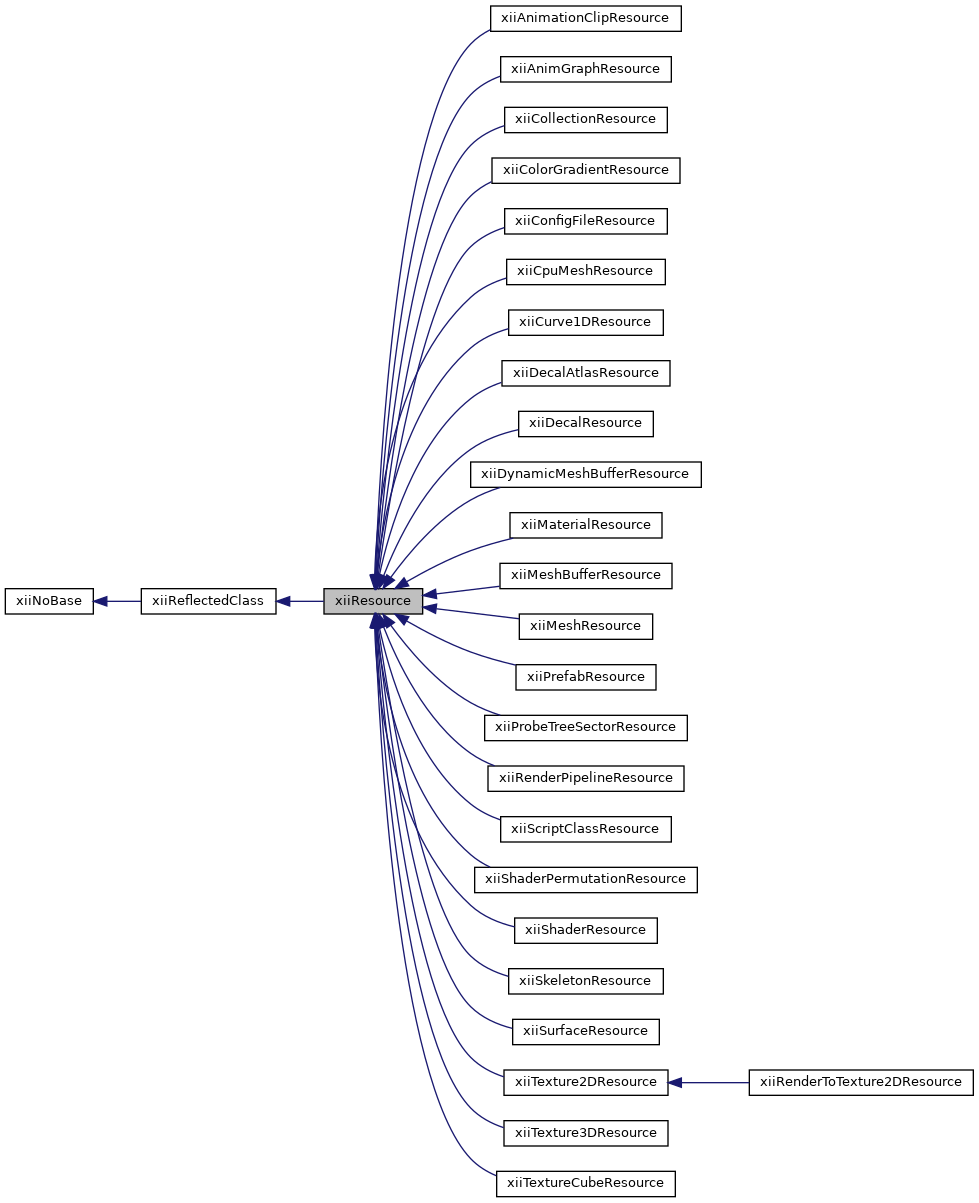 xiiAnimationClipResource
xiiAnimGraphResource
xiiCollectionResource
xiiColorGradientResource
xiiConfigFileResource
xiiCpuMeshResource
xiiCurve1DResource
xiiDecalAtlasResource
xiiDecalResource
xiiDynamicMeshBufferResource
xiiMaterialResource
xiiMeshBufferResource
xiiNoBase
xiiReflectedClass
xiiResource
xiiMeshResource
xiiPrefabResource
xiiProbeTreeSectorResource
xiiRenderPipelineResource
xiiScriptClassResource
xiiShaderPermutationResource
xiiShaderResource
xiiSkeletonResource
xiiSurfaceResource
xiiTexture2DResource
xiiRenderToTexture2DResource
xiiTexture3DResource
xiiTextureCubeResource